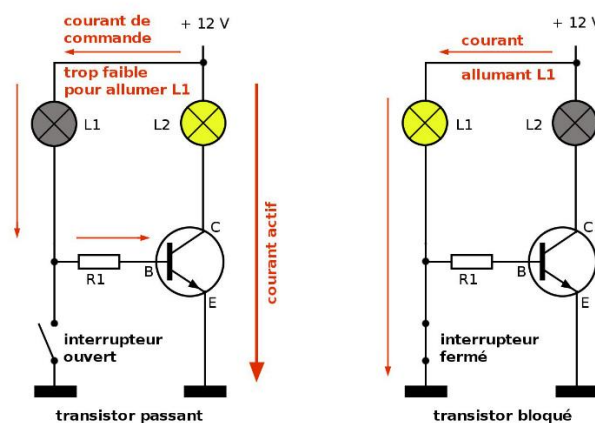 courant de
commande
+ 12 V
trop faible
pour allumer L1
L1
L2
C
B
E
R1
courant actif
interrupteur
ouvert
transistor passant
+ 12 V
courant
allumant L1
L1
L2
C
B
E
R1
interrupteur
fermé
transistor bloqué